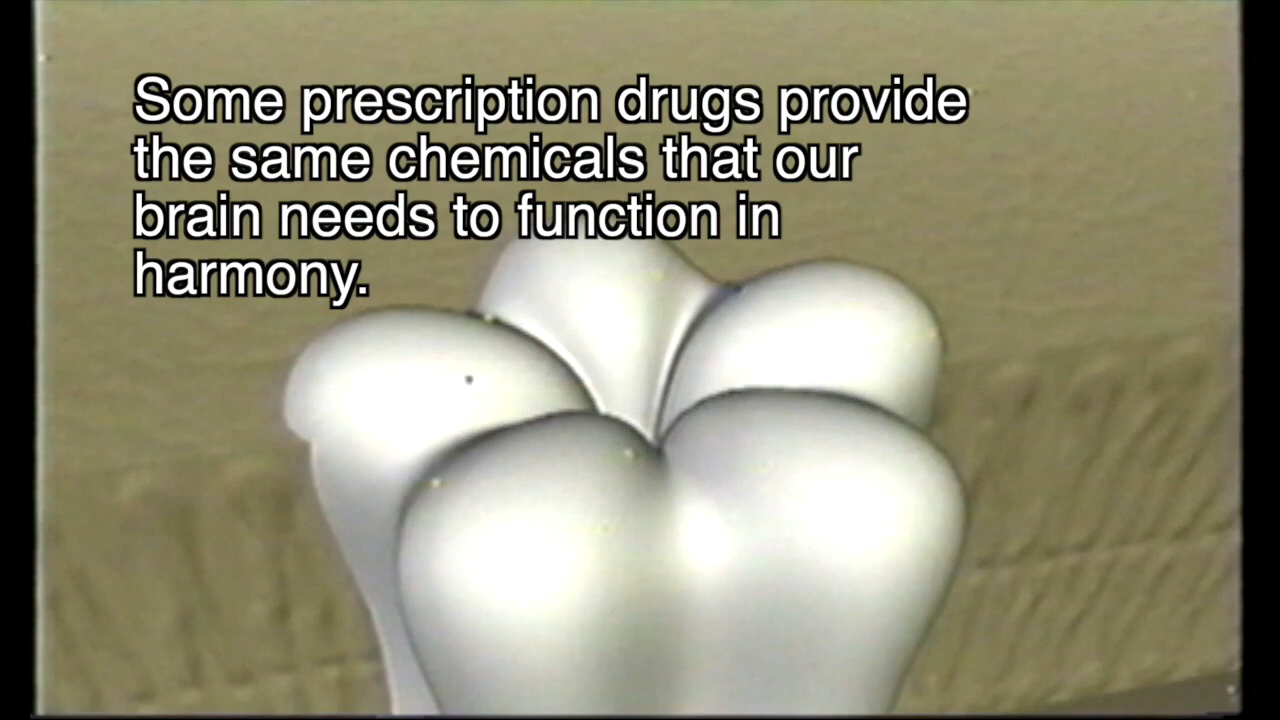 Some prescription drugs provide
the same chemicals that our
brain needs to function in
harmony.